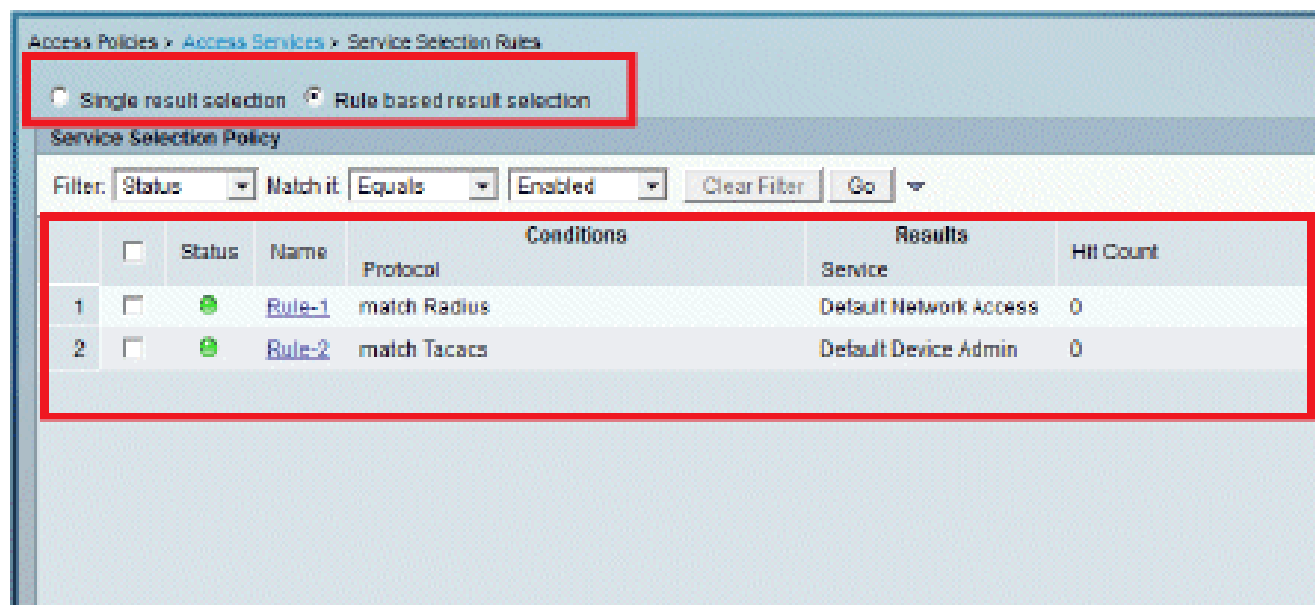 Access Policies > Access Services > Service Selection Rules
Single result selection Rule based result selection
Service Selection Policy
Filter: Status Match if: Equals Enabled Clear Filter Go
Conditions Results
Status Name Hit Count
Protocol Service
1 Rule-1 match Radius Default Network Access 0
2 Rule-2 match Tacacs Default Device Admin 0